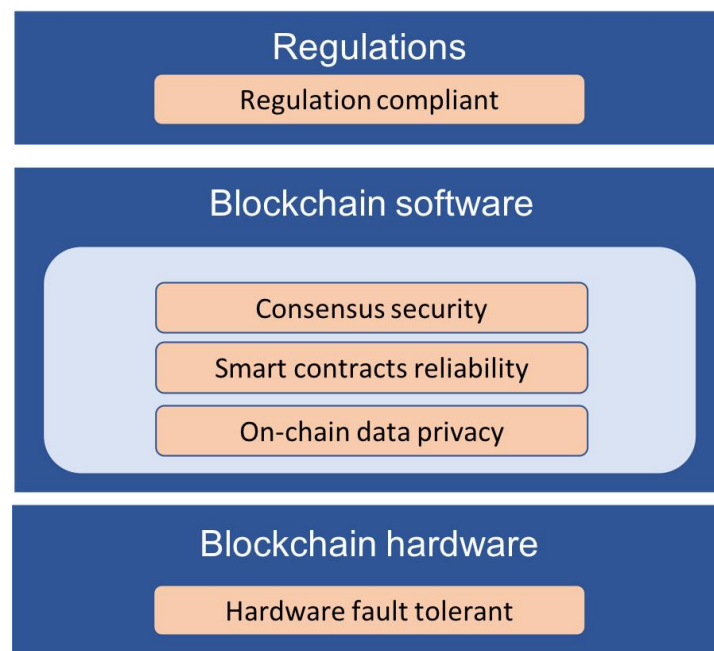 Regulations
Regulation compliant
Blockchain software
Consensus security
Smart contracts reliability
On-chain data privacy
Blockchain hardware
Hardware fault tolerant